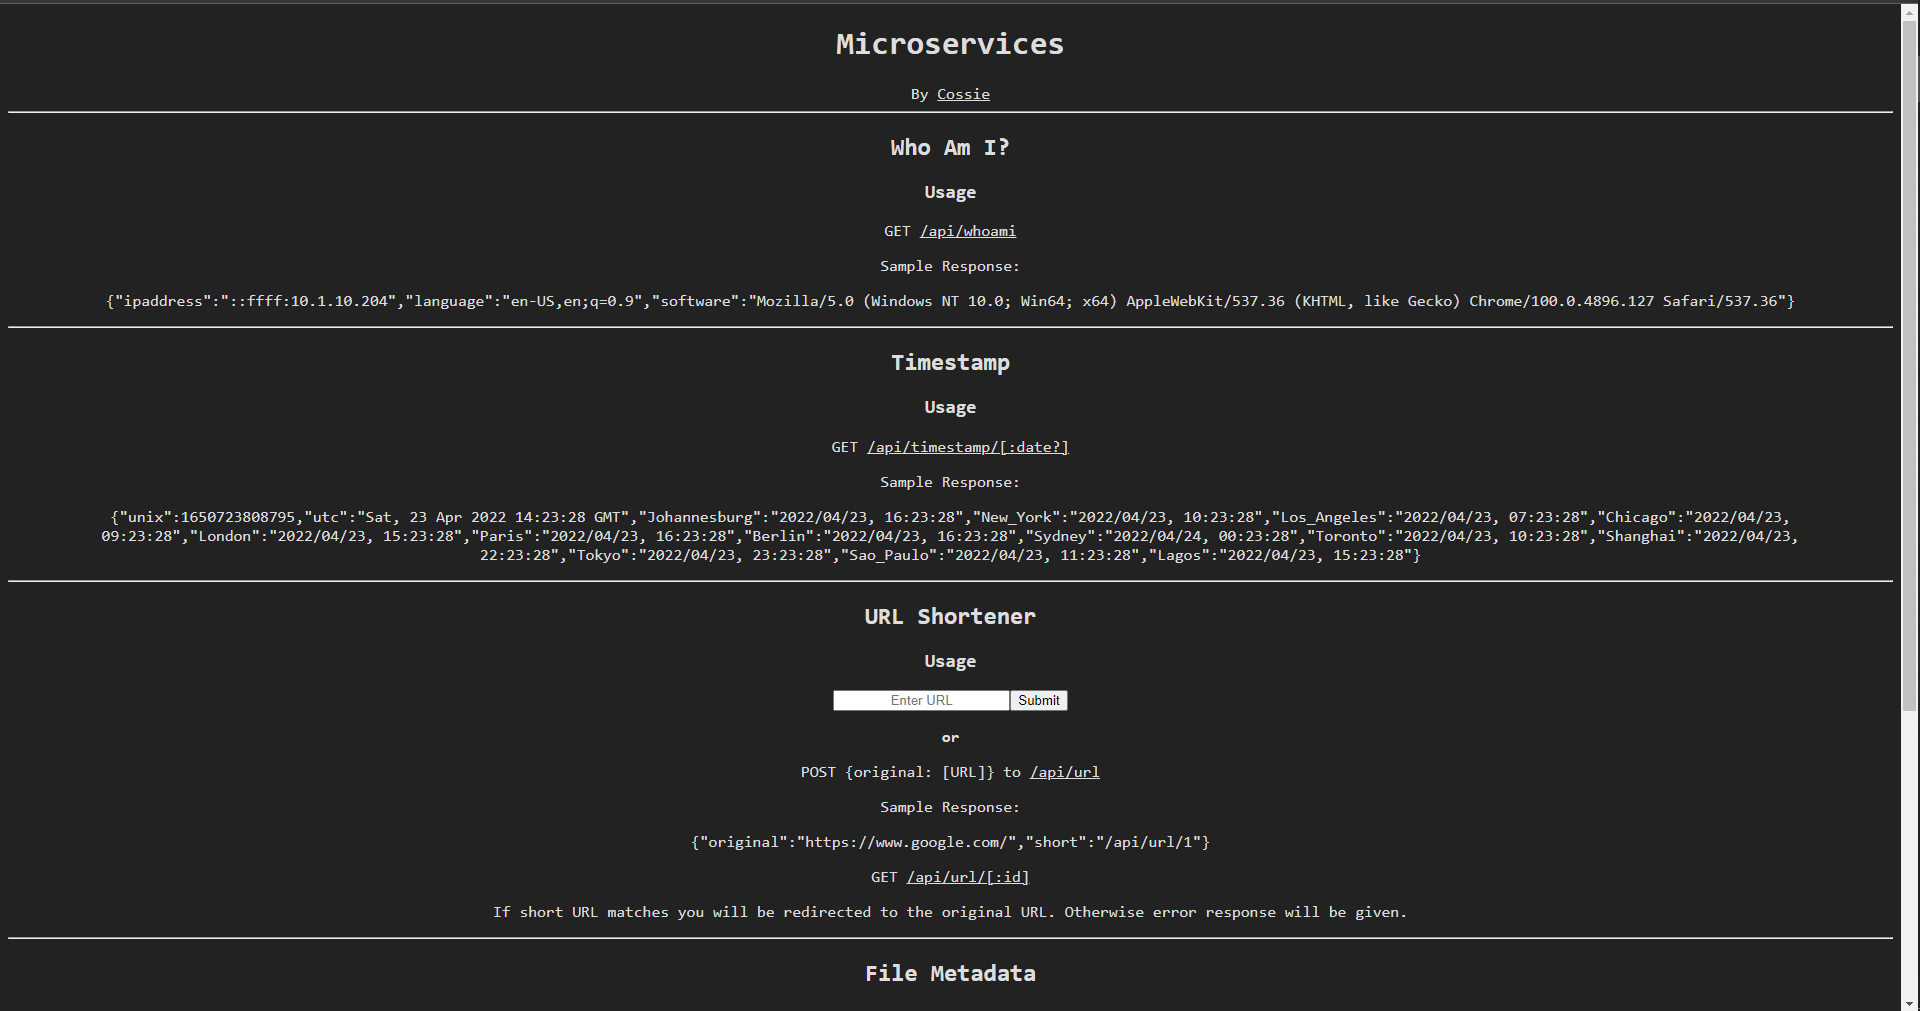 Microservices
By Cossie
Who Am I?
Usage
GET /api/whoami
Sample Response:
{"ipaddress":"::ffff:10.1.10.204","language":"en-US,en;q=0.9","software":"Mozilla/5.0 (Windows NT 10.0; Win64; x64) AppleWebKit/537.36 (KHTML, like Gecko) Chrome/100.0.4896.127 Safari/537.36"}
Timestamp
Usage
GET /api/timestamp/[:date?]
Sample Response:
{"unix":1650723808795,"utc":"Sat, 23 Apr 2022 14:23:28 GMT","Johannesburg":"2022/04/23, 16:23:28","New_York":"2022/04/23, 10:23:28","Los_Angeles":"2022/04/23, 07:23:28","Chicago":"2022/04/23,
09:23:28","London":"2022/04/23, 15:23:28","Paris":"2022/04/23, 16:23:28","Berlin":"2022/04/23, 16:23:28","Sydney":"2022/04/24, 00:23:28","Toronto":"2022/04/23, 10:23:28","Shanghai":"2022/04/23,
22:23:28","Tokyo":"2022/04/23, 23:23:28","Sao_Paulo":"2022/04/23, 11:23:28","Lagos":"2022/04/23, 15:23:28"}
URL Shortener
Usage
Enter URL Submit
or
POST {original: [URL]} to /api/url
Sample Response:
{"original":"https://www.google.com/","short":"/api/url/1"}
GET /api/url/[:id]
If short URL matches you will be redirected to the original URL. Otherwise error response will be given.
File Metadata